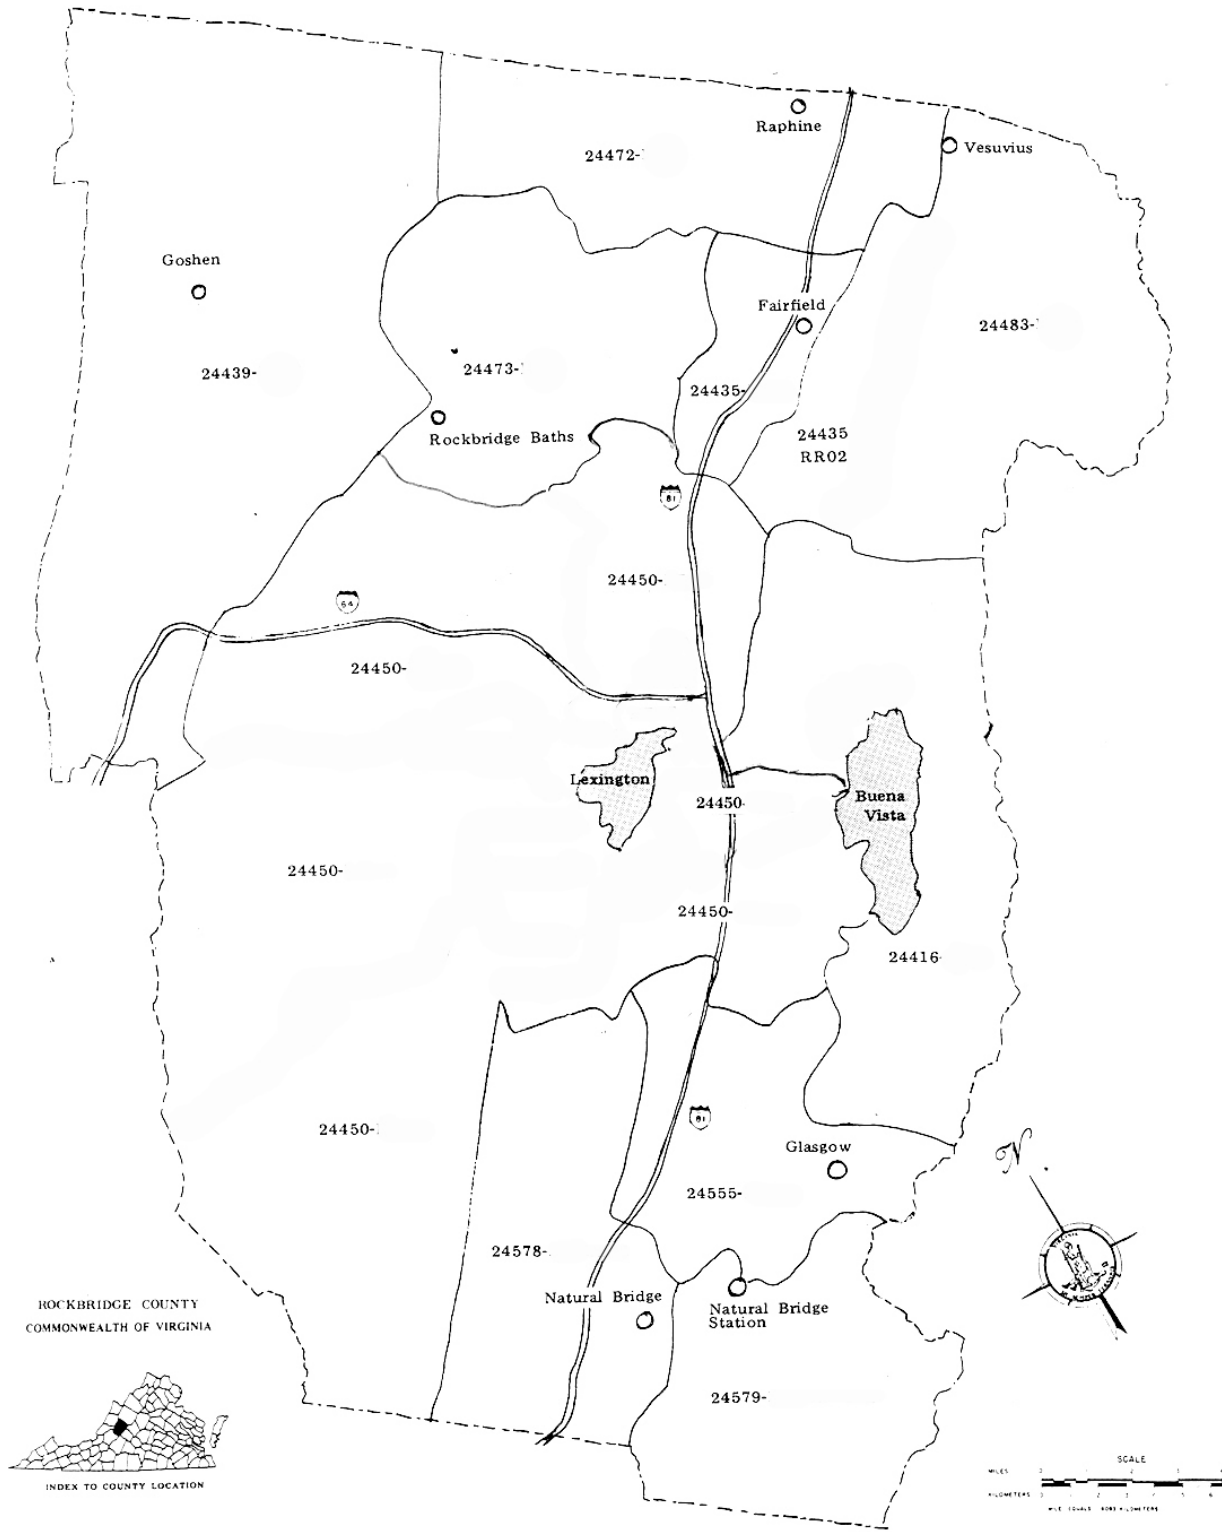 Raphine
24472-
Vesuvius
Goshen
Fairfield
24483-
24439-
24473-
24435-
Rockbridge Baths
24435
RR02
81
24450-
64
24450-
Lexington
24450-
Buena
Vista
24450-
24450-
24416-
N
81
24450-
Glasgow
24555-
24578-
Natural Bridge
Natural Bridge
Station
ROCKBRIDGE COUNTY
COMMONWEALTH OF VIRGINIA
24579-
INDEX TO COUNTY LOCATION
SCALE
MILES
KILOMETERS